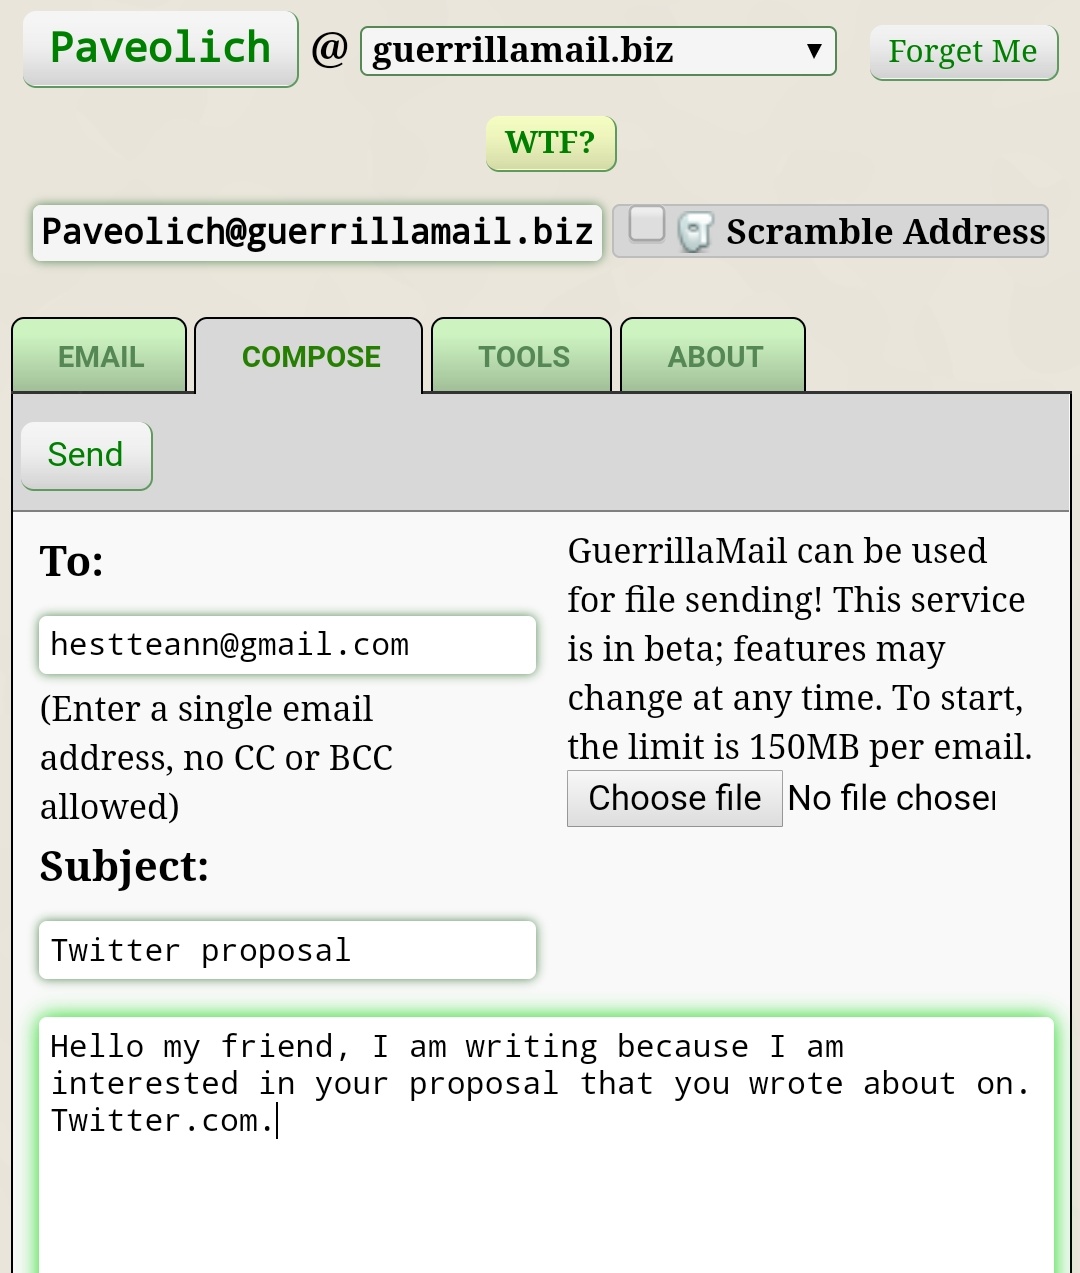 Paveolich @ guerrillamail.biz ▼ Forget Me
WTF?
Paveolich@guerrillamail.biz Scramble Address
EMAIL COMPOSE TOOLS ABOUT
Send
To:
hestteann@gmail.com
(Enter a single email
address, no CC or BCC
allowed)
GuerrillaMail can be used
for file sending! This service
is in beta; features may
change at any time. To start,
the limit is 150MB per email.
Choose file No file chosen
Subject:
Twitter proposal
Hello my friend, I am writing because I am
interested in your proposal that you wrote about on.
Twitter.com.